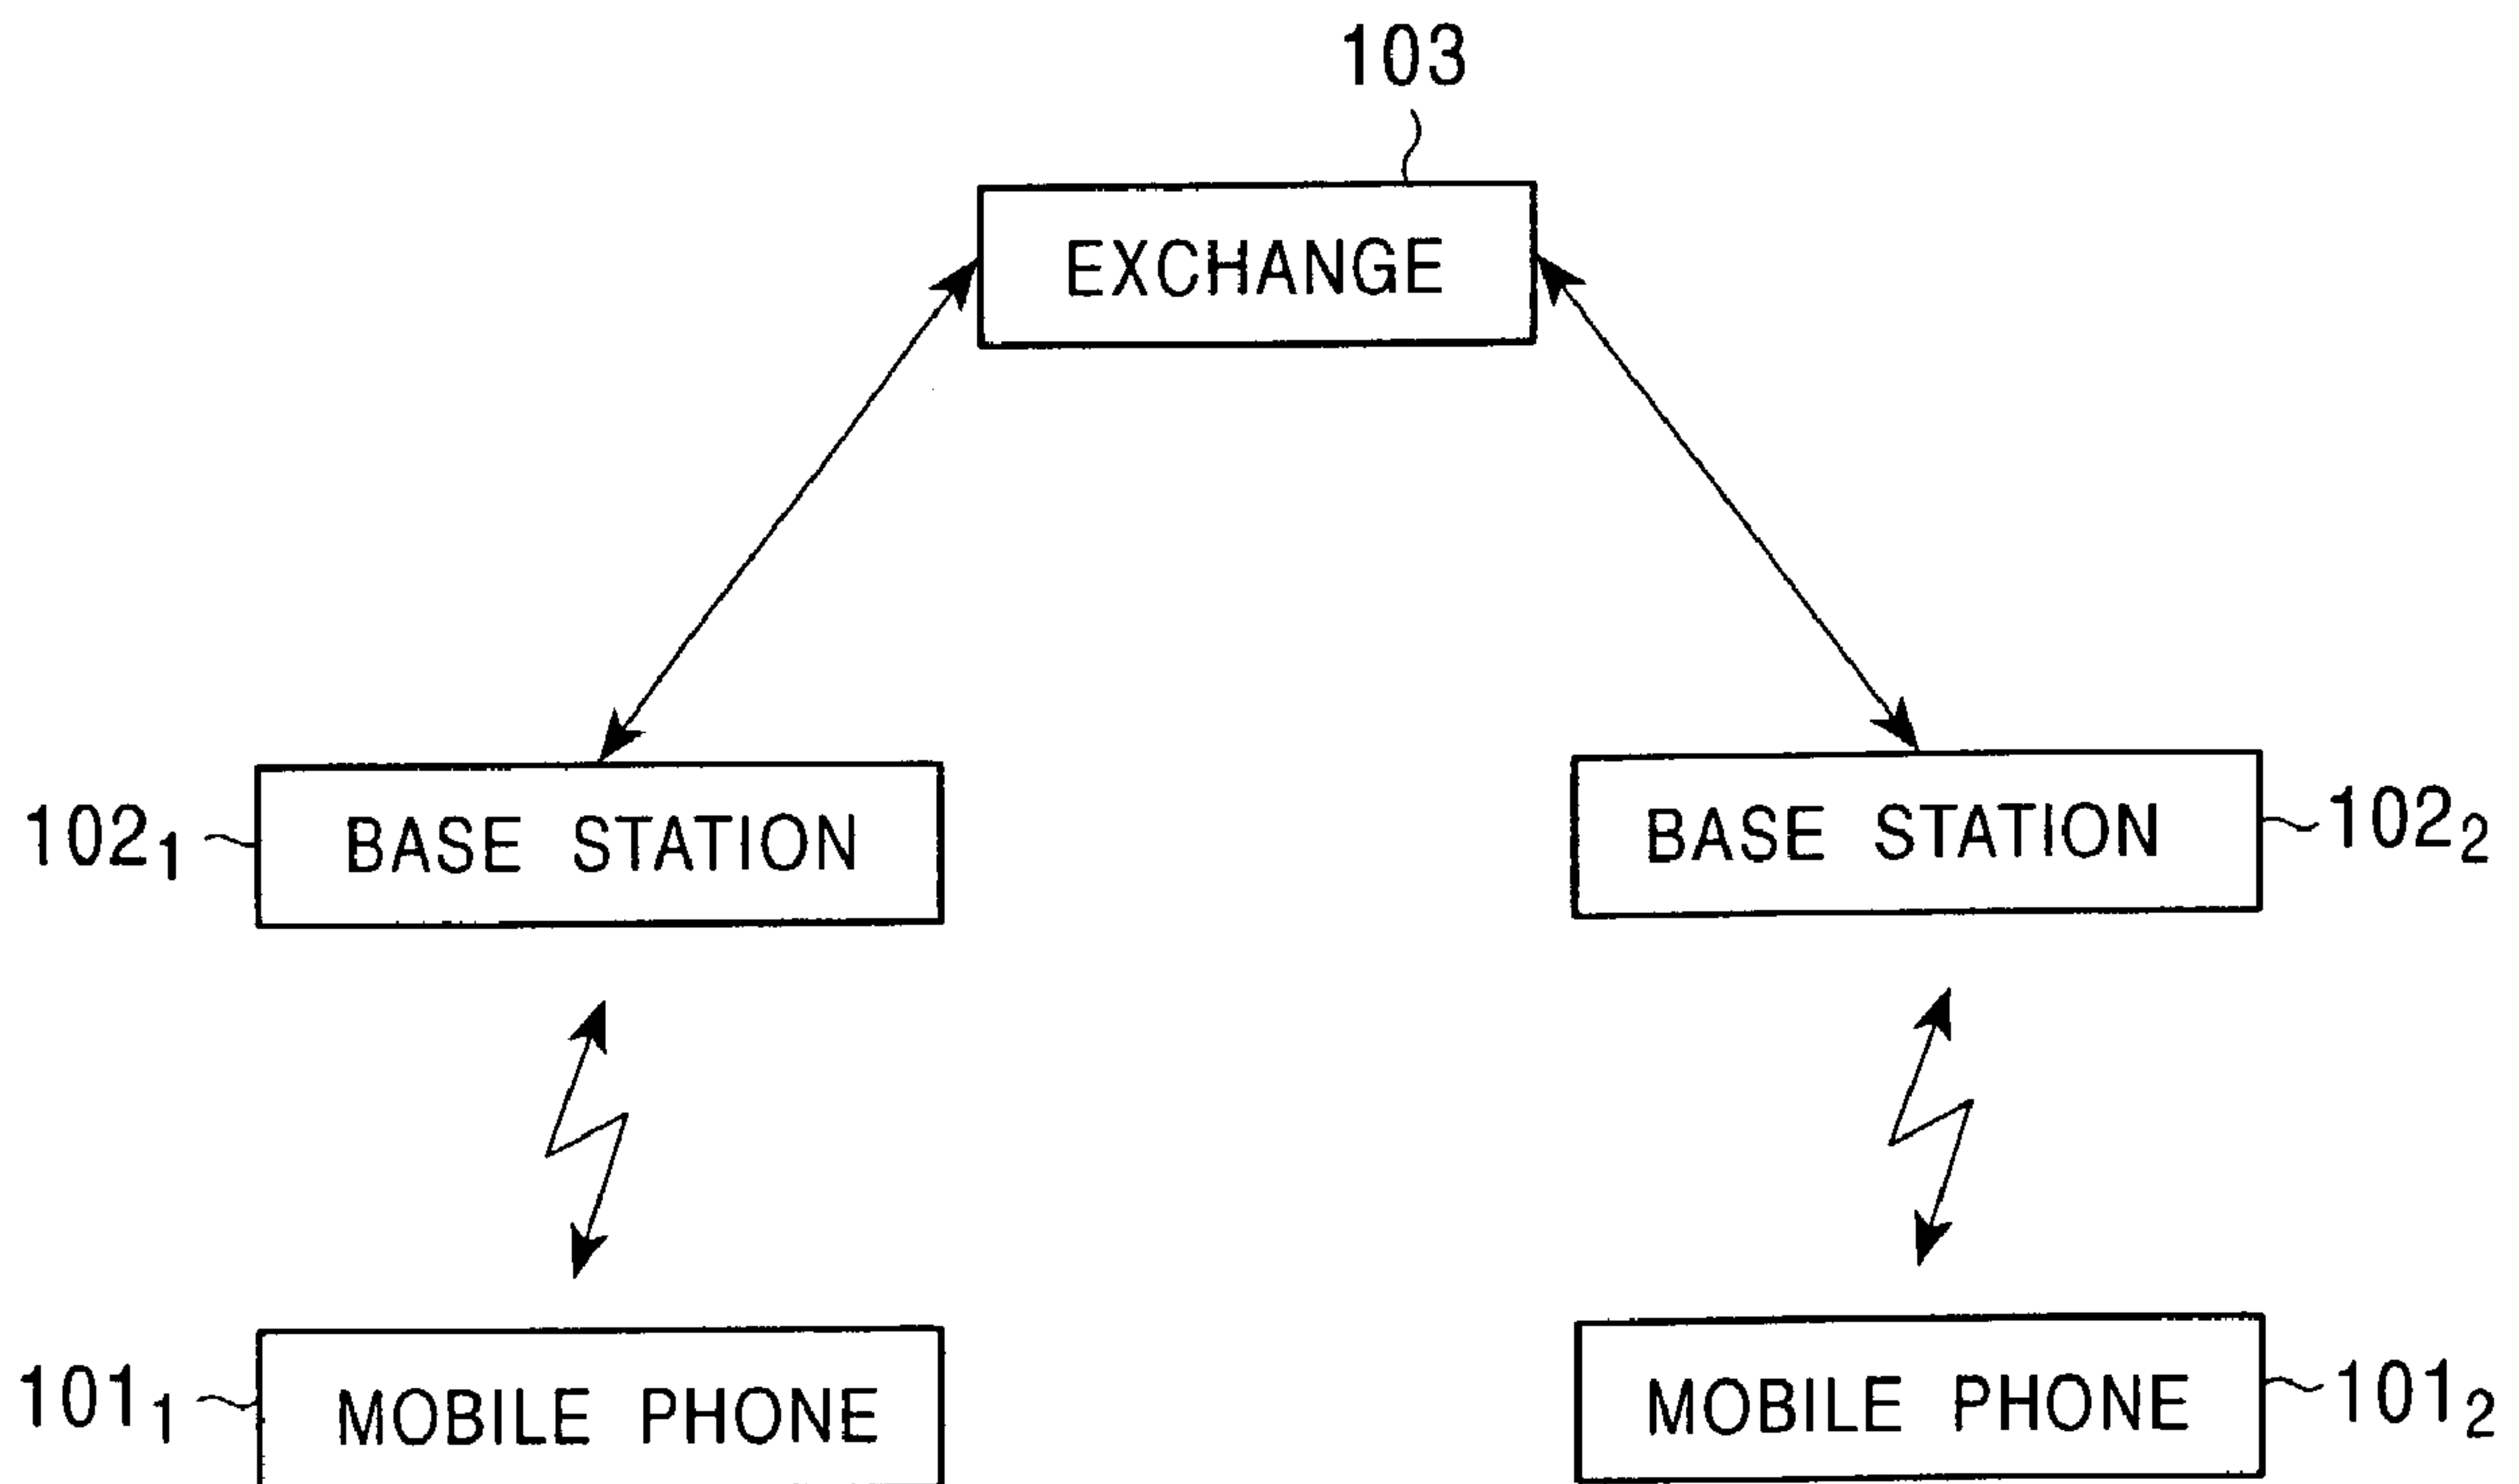 103
EXCHANGE
102₁ BASE STATION
BASE STATION 102₂
101₁ MOBILE PHONE
MOBILE PHONE 101₂